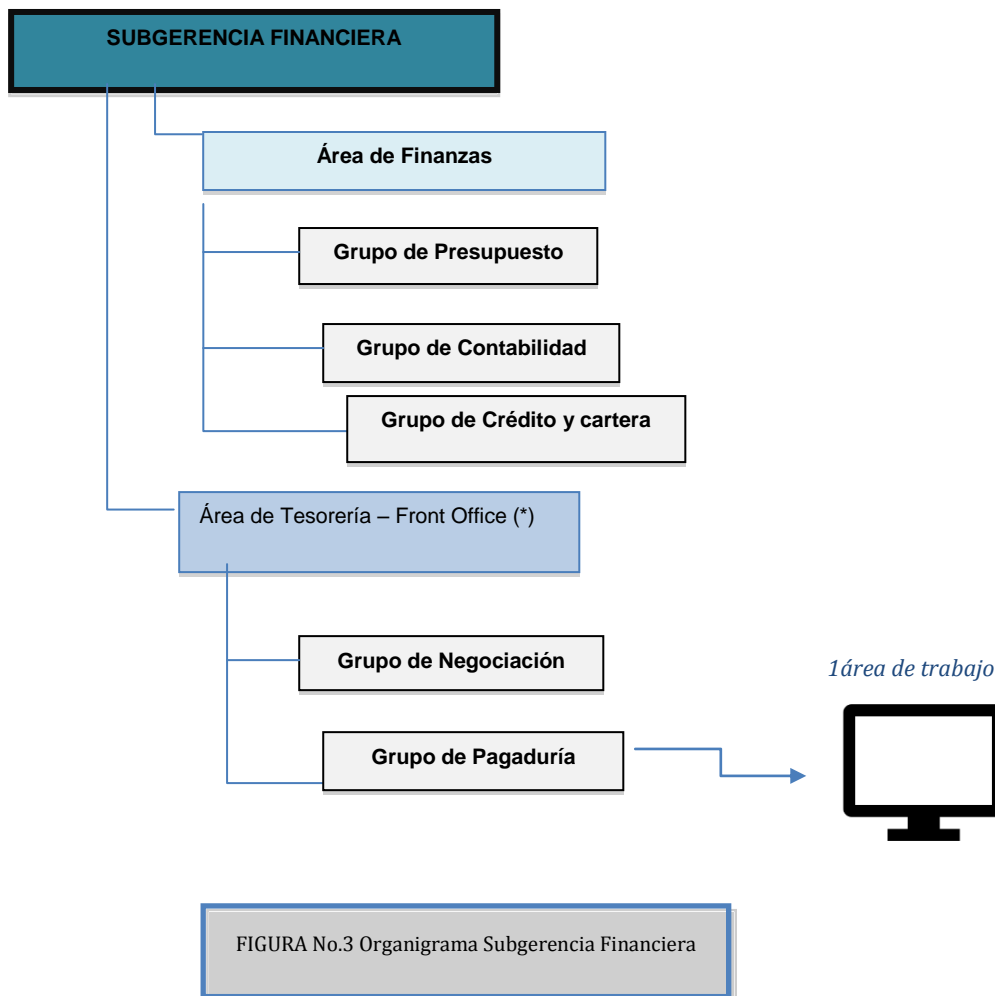 SUBGERENCIA FINANCIERA
Área de Finanzas
Grupo de Presupuesto
Grupo de Contabilidad
Grupo de Crédito y cartera
Área de Tesorería – Front Office (*)
Grupo de Negociación
1área de trabajo
Grupo de Pagaduría
FIGURA No.3 Organigrama Subgerencia Financiera